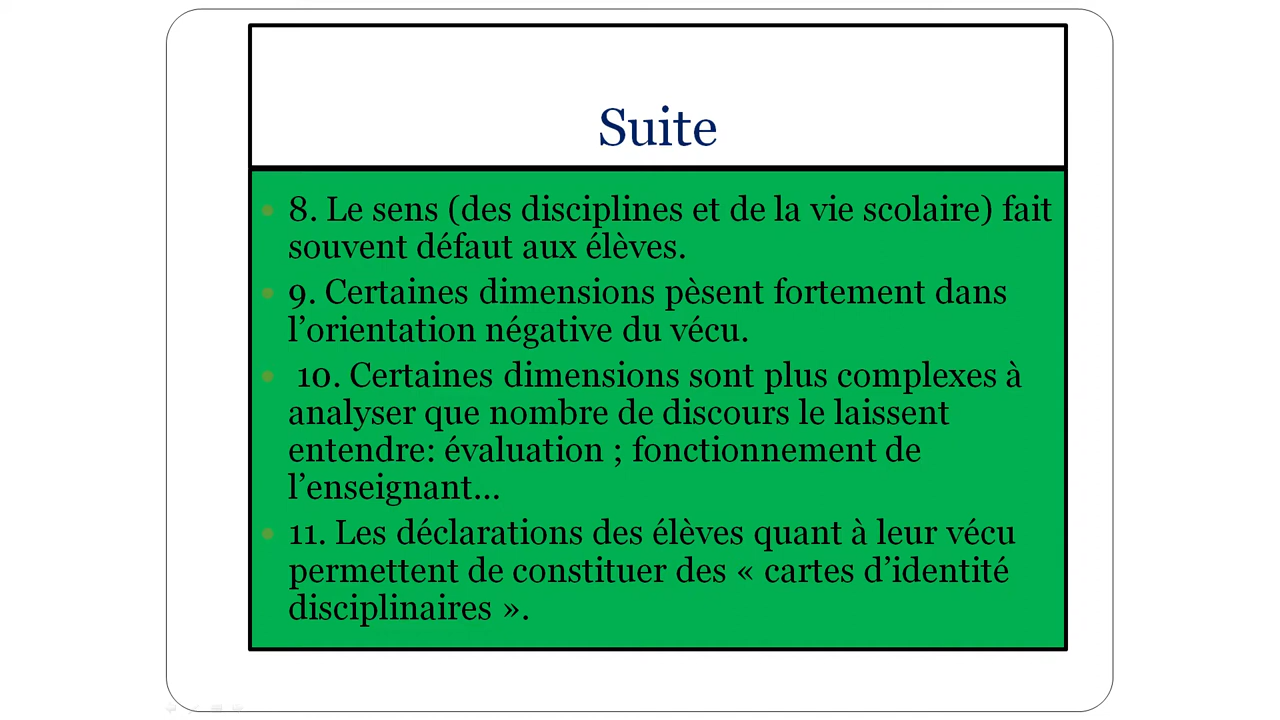 Suite
8. Le sens (des disciplines et de la vie scolaire) fait
souvent défaut aux élèves.
9. Certaines dimensions pèsent fortement dans
l’orientation négative du vécu.
10. Certaines dimensions sont plus complexes à
analyser que nombre de discours le laissent
entendre: évaluation ; fonctionnement de
l’enseignant…
11. Les déclarations des élèves quant à leur vécu
permettent de constituer des « cartes d’identité
disciplinaires ».